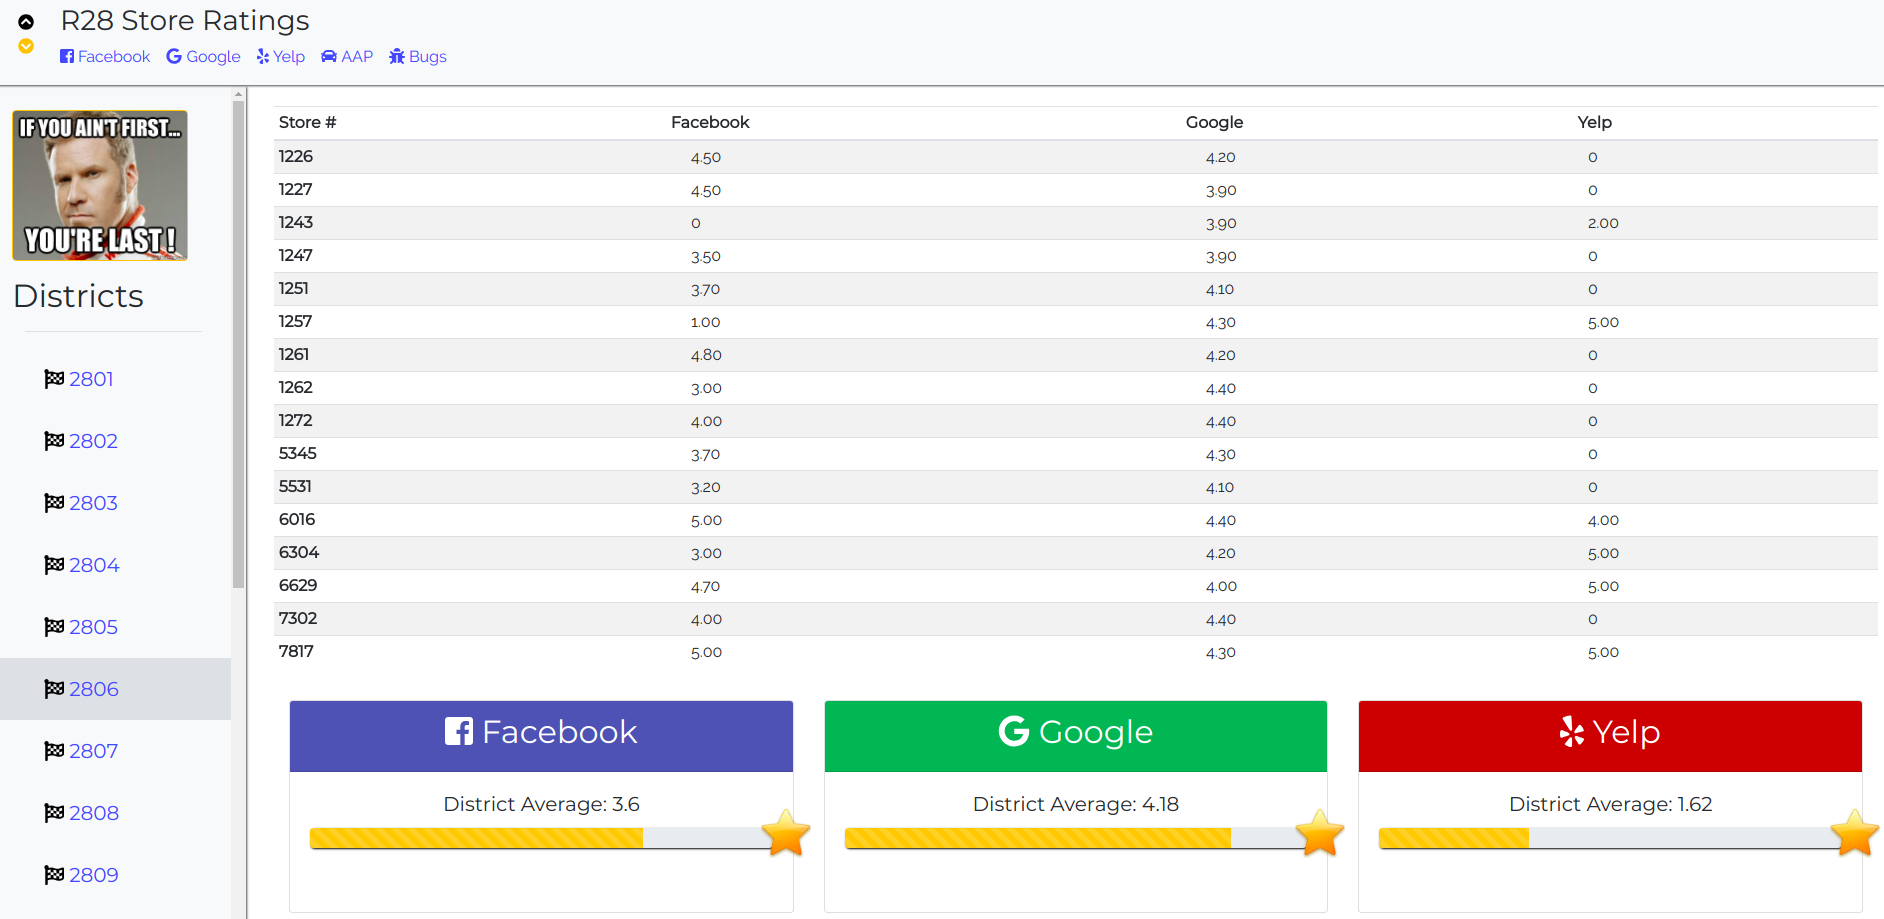 R28 Store Ratings
Facebook Google Yelp AAP Bugs
IF YOU AIN'T FIRST...
YOU'RE LAST !
Districts
2801
2802
2803
2804
2805
2806
2807
2808
2809
Store # Facebook Google Yelp
1226 4.50 4.20 0
1227 4.50 3.90 0
1243 0 3.90 2.00
1247 3.50 3.90 0
1251 3.70 4.10 0
1257 1.00 4.30 5.00
1261 4.80 4.20 0
1262 3.00 4.40 0
1272 4.00 4.40 0
5345 3.70 4.30 0
5531 3.20 4.10 0
6016 5.00 4.40 4.00
6304 3.00 4.20 5.00
6629 4.70 4.00 5.00
7302 4.00 4.40 0
7817 5.00 4.30 5.00
Facebook
District Average: 3.6
Google
District Average: 4.18
Yelp
District Average: 1.62